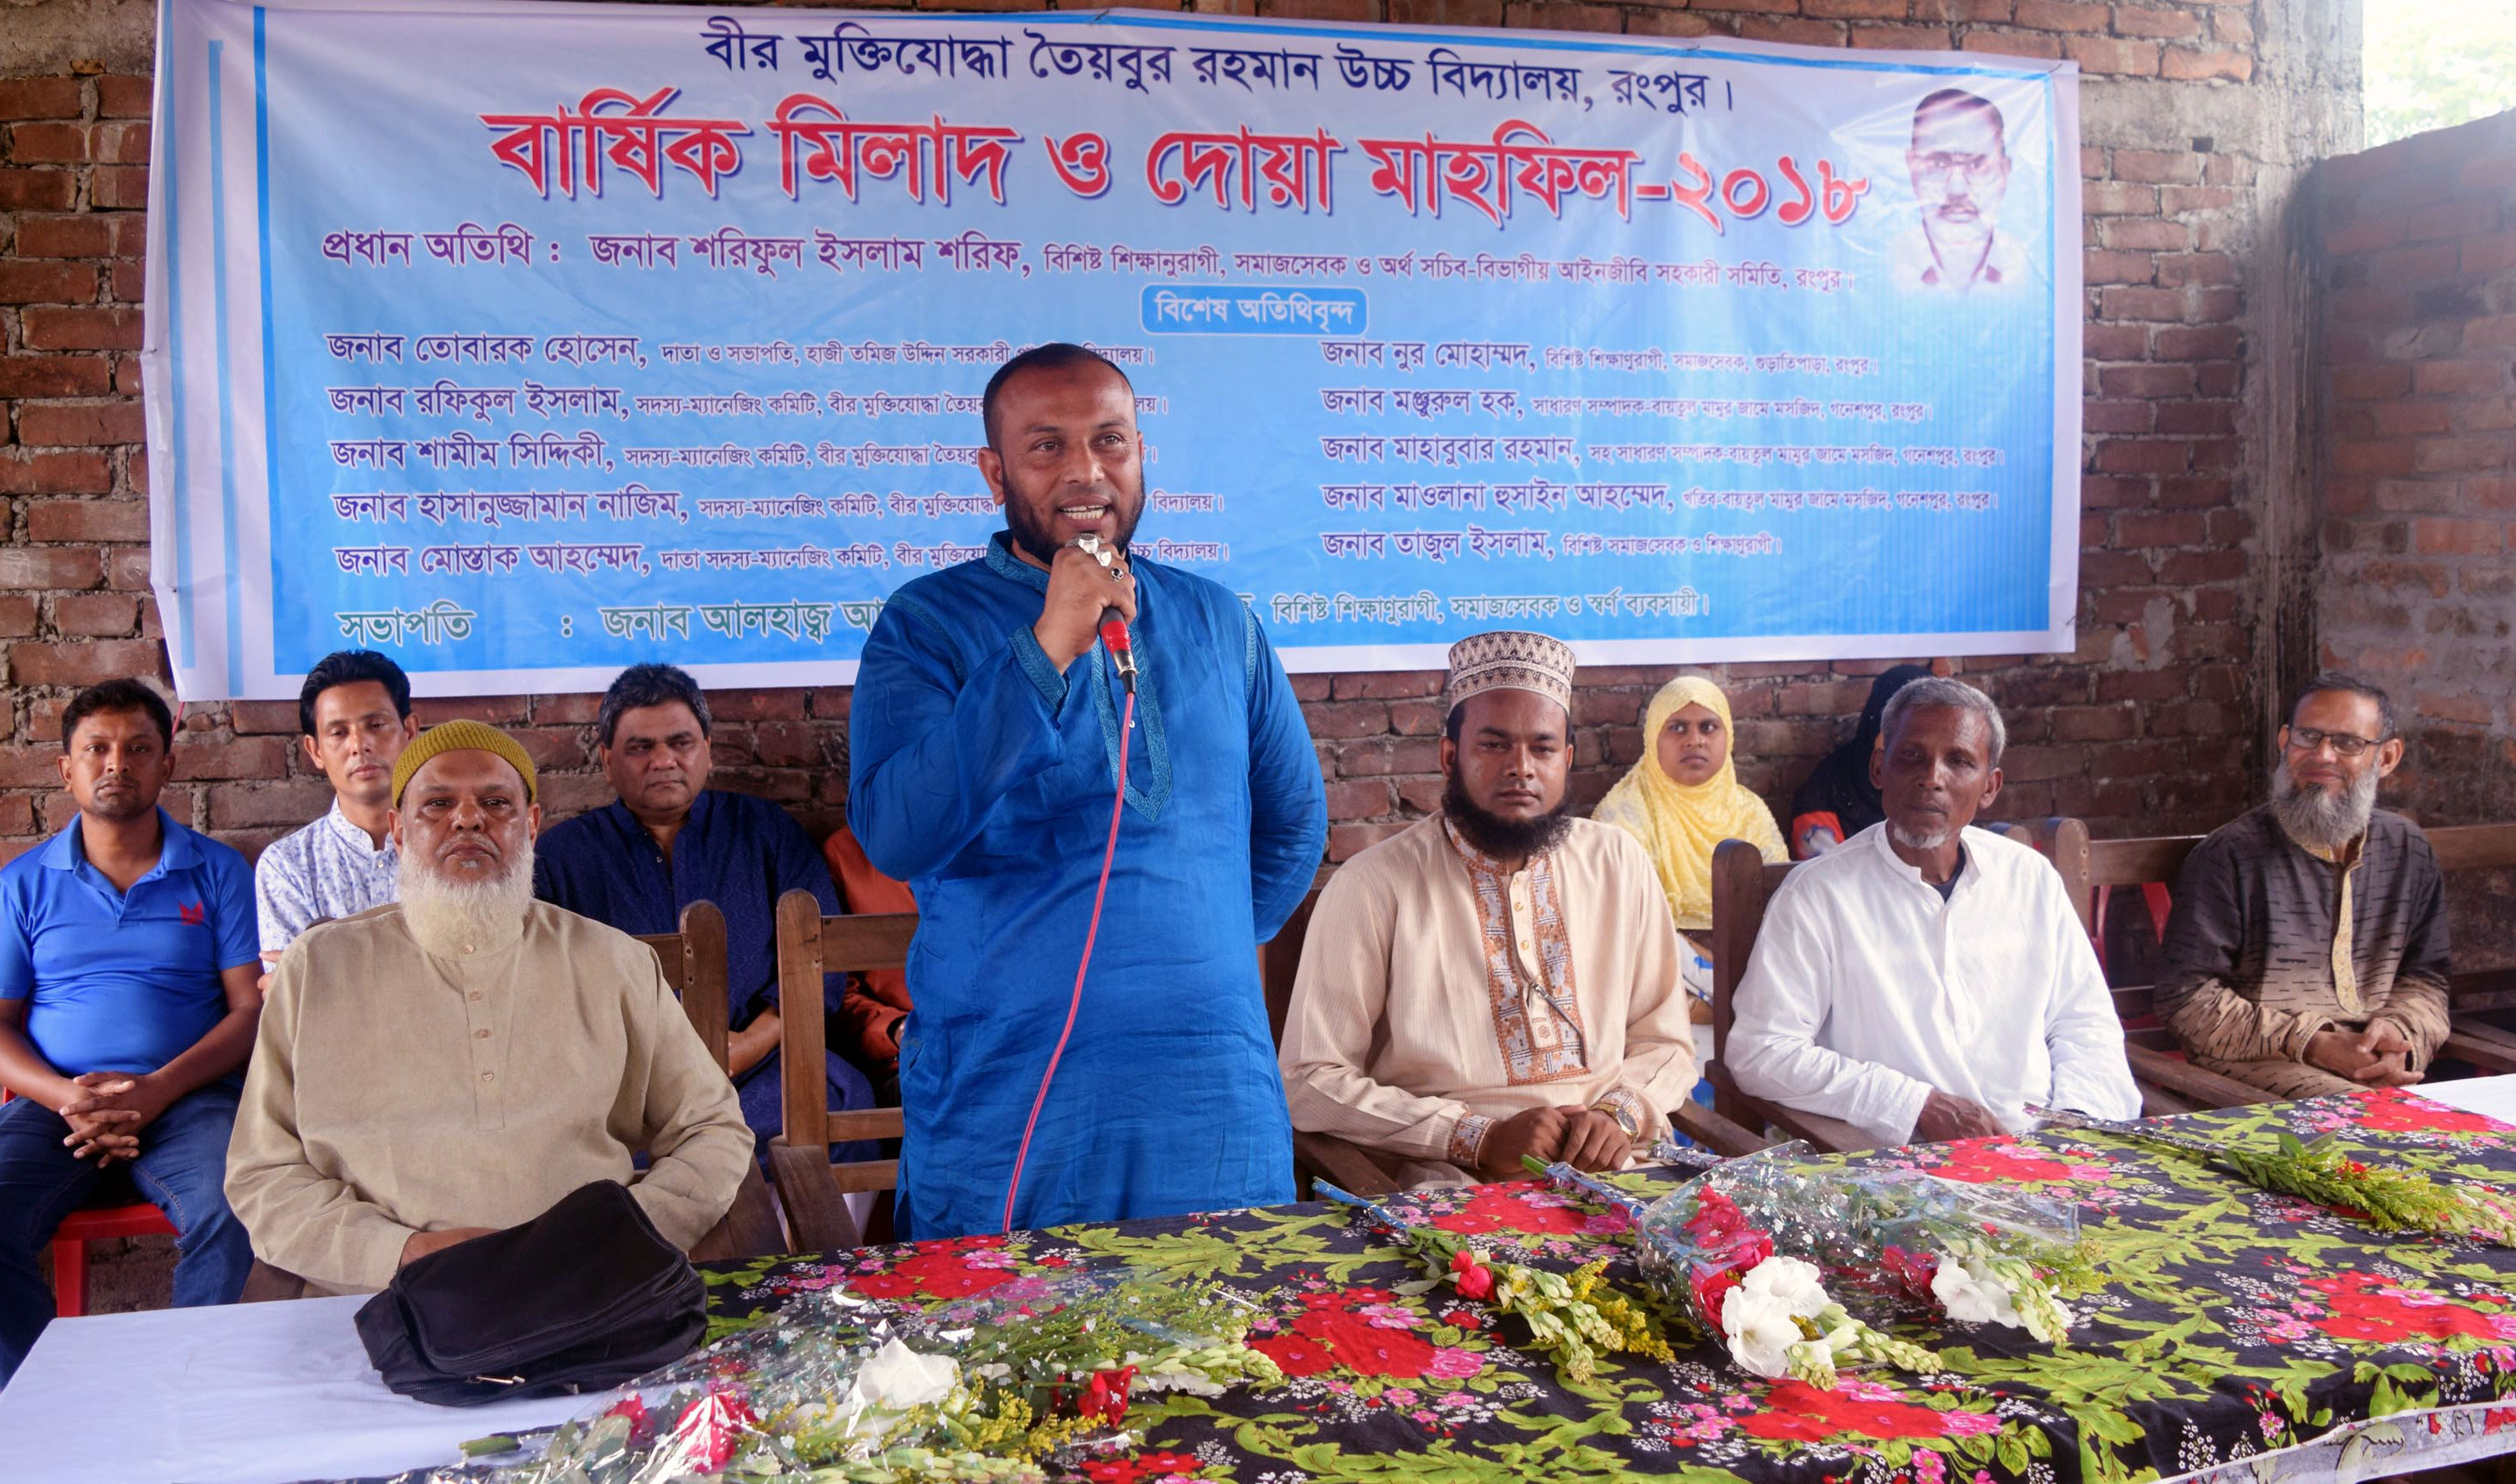 বীর মুক্তিযোদ্ধা তৈয়বুর রহমান উচ্চ বিদ্যালয়, রংপুর।
বার্ষিক মিলাদ ও দোয়া মাহফিল-২০১৮
প্রধান অতিথি : জনাব শরিফুল ইসলাম শরিফ, বিশিষ্ট শিক্ষানুরাগী, সমাজসেবক ও অর্থ সচিব-বিভাগীয় আইনজীবি সহকারী সমিতি, রংপুর।
বিশেষ অতিথিবৃন্দ
জনাব তোবারক হোসেন, দাতা ও সভাপতি, হাজী তমিজ উদ্দিন সরকারী
জনাব রফিকুল ইসলাম, সদস্য-ম্যানেজিং কমিটি, বীর মুক্তিযোদ্ধা
জনাব শামীম সিদ্দিকী, সদস্য-ম্যানেজিং কমিটি, বীর মুক্তিযোদ্ধা
জনাব হাসানুজ্জামান নাজিম, সদস্য-ম্যানেজিং কমিটি, বীর বিদ্যালয়।
জনাব মোস্তাক আহম্মেদ, দাতা সদস্য-ম্যানেজিং কমিটি, বীর বিদ্যালয়।
জনাব নুর মোহাম্মদ, বিশিষ্ট শিক্ষাণুরাগী, সমাজসেবক, গুড়াতিপাড়া, রংপুর।
জনাব মঞ্জুরুল হক, সাধারণ সম্পাদক-বায়তুল মামুর জামে মসজিদ, গনেশপুর, রংপুর।
জনাব মাহাবুবার রহমান, সহ সাধারণ সম্পাদক-বায়তুল মামুর জামে মসজিদ, গনেশপুর, রংপুর।
জনাব মাওলানা হুসাইন আহম্মেদ, খতিব-বায়তুল মামুর জামে মসজিদ, গনেশপুর, রংপুর।
জনাব তাজুল ইসলাম, বিশিষ্ট সমাজসেবক ও শিক্ষাণুরাগী।
সভাপতি : জনাব আলহাজ্ব বিশিষ্ট শিক্ষাণুরাগী, সমাজসেবক ও স্বর্ণ ব্যবসায়ী।